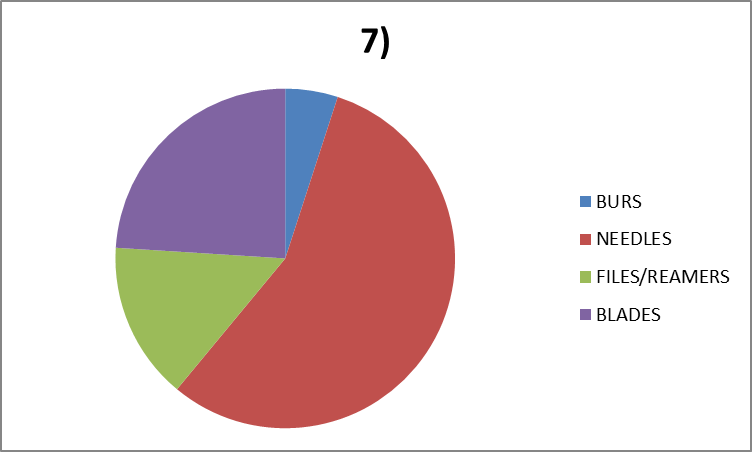 7)
BURS
NEEDLES
FILES/REAMERS
BLADES